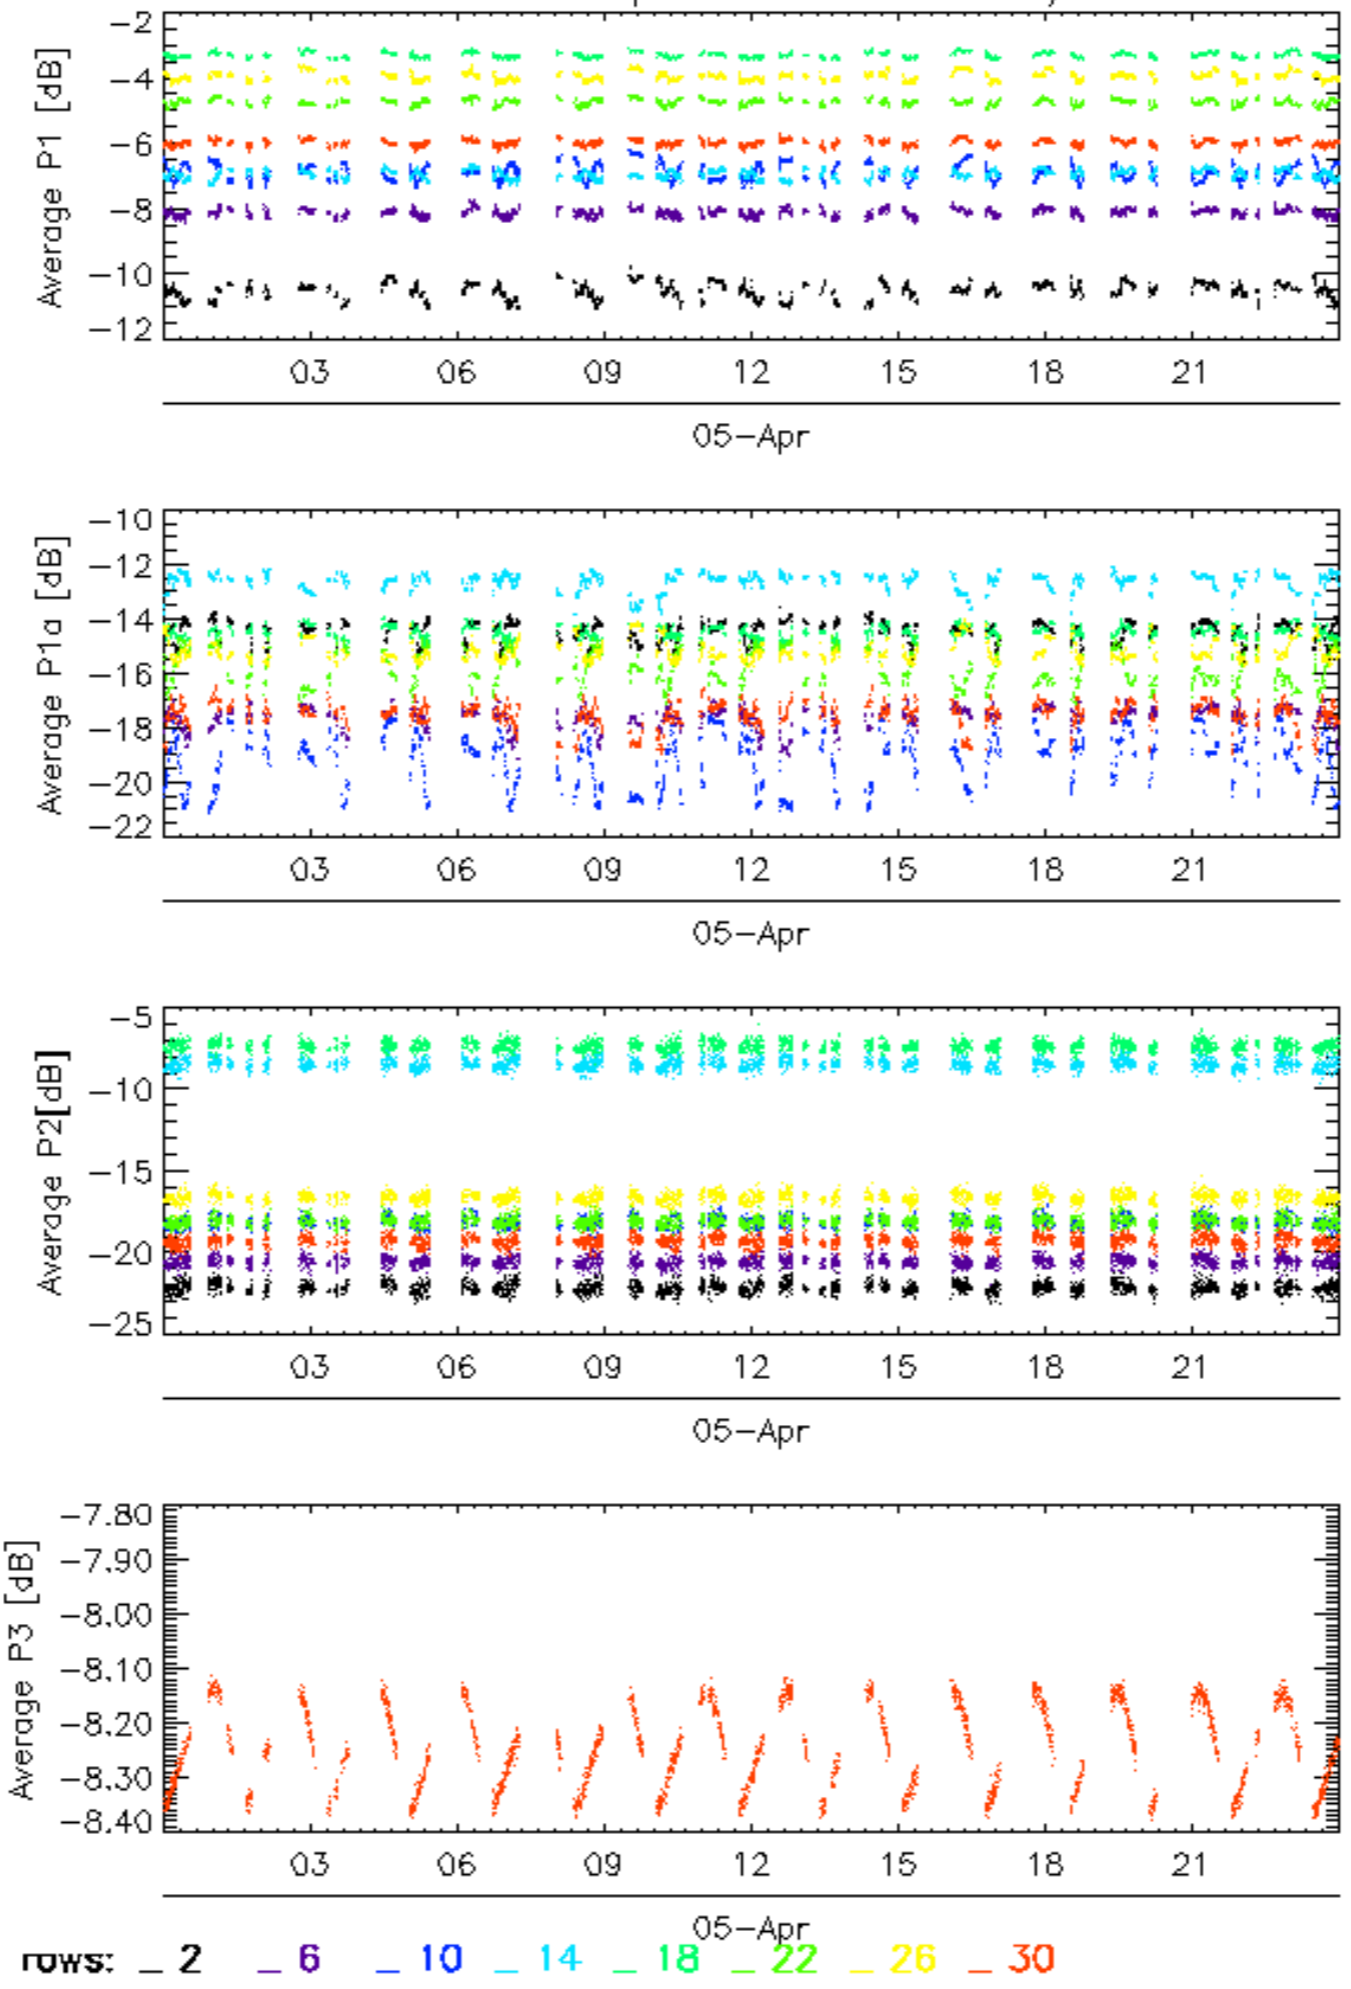 Average P1 [dB]
-2
-4
-6
-8
-10
-12
03 06 09 12 15 18 21
05-Apr
Average P1a [dB]
-10
-12
-14
-16
-18
-20
-22
03 06 09 12 15 18 21
05-Apr
Average P2[dB]
-5
-10
-15
-20
-25
03 06 09 12 15 18 21
05-Apr
Average P3 [dB]
-7.80
-7.90
-8.00
-8.10
-8.20
-8.30
-8.40
03 06 09 12 15 18 21
05-Apr
rows: _ 2 _ 6 _ 10 _ 14 _ 18 _ 22 _ 26 _ 30